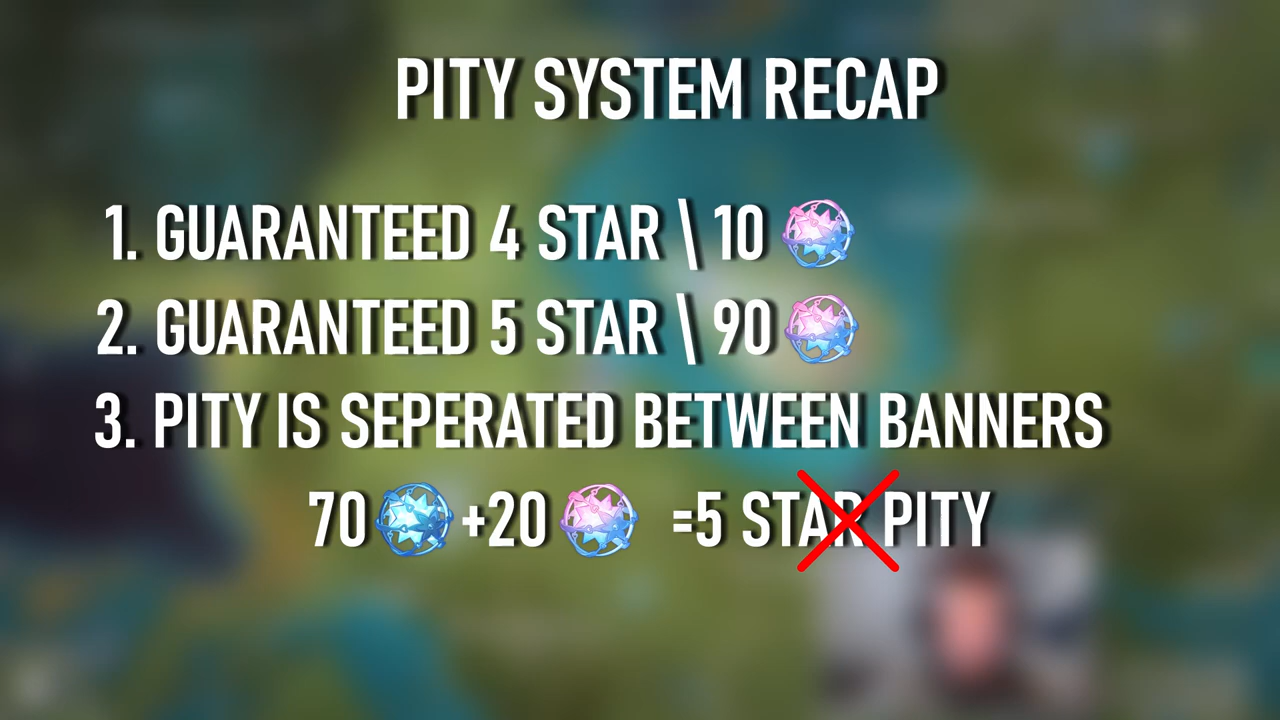 PITY SYSTEM RECAP
1. GUARANTEED 4 STAR \ 10
2. GUARANTEED 5 STAR \ 90
3. PITY IS SEPERATED BETWEEN BANNERS
70 +20 =5 STAR PITY